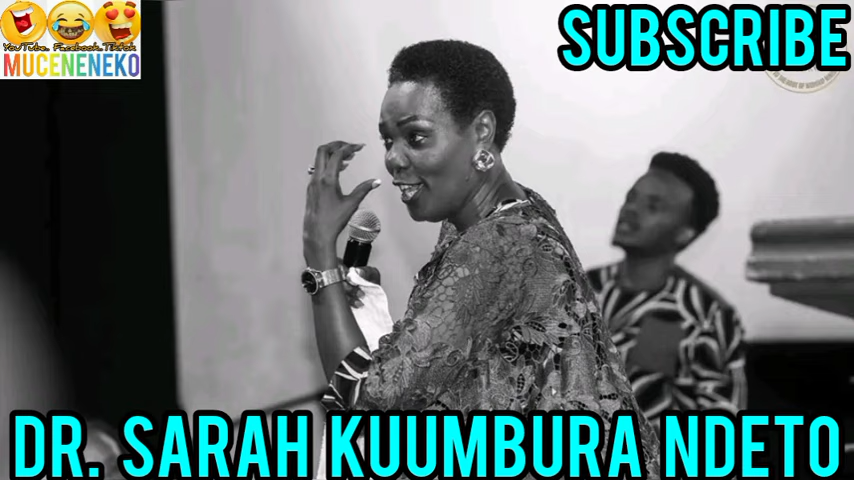 SUBSCRIBE
YouTube. Facebook. Tiktok
MUCENENEKO
DR. SARAH KUUMBURA NDETO